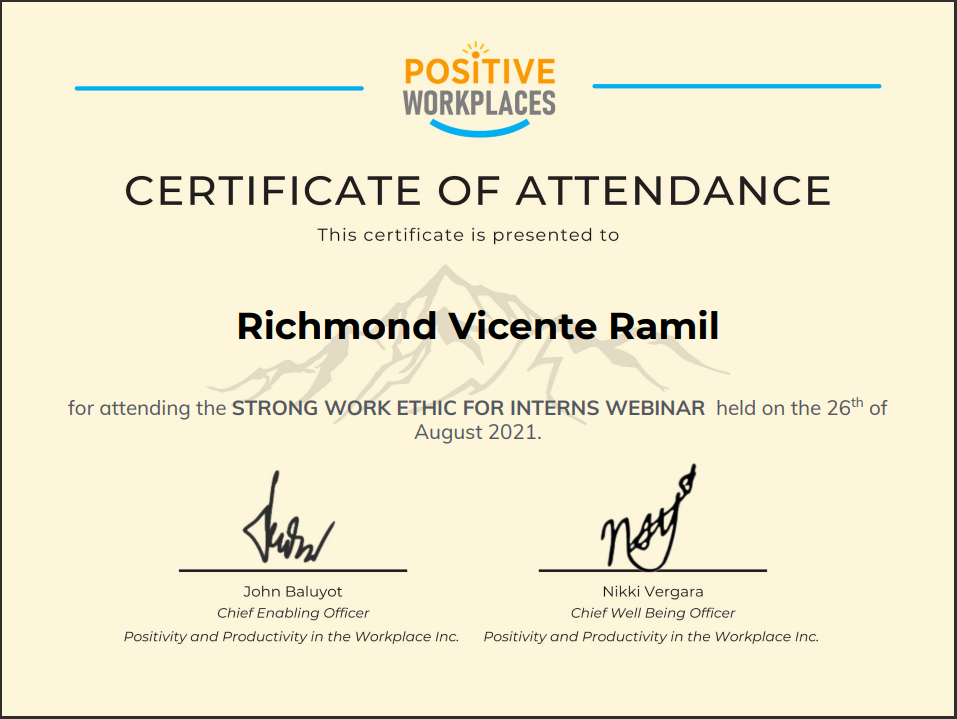 POSITIVE
WORKPLACES
CERTIFICATE OF ATTENDANCE
This certificate is presented to
Richmond Vicente Ramil
for attending the STRONG WORK ETHIC FOR INTERNS WEBINAR held on the 26th of
August 2021.
John Baluyot
Chief Enabling Officer
Positivity and Productivity in the Workplace Inc.
Nikki Vergara
Chief Well Being Officer
Positivity and Productivity in the Workplace Inc.